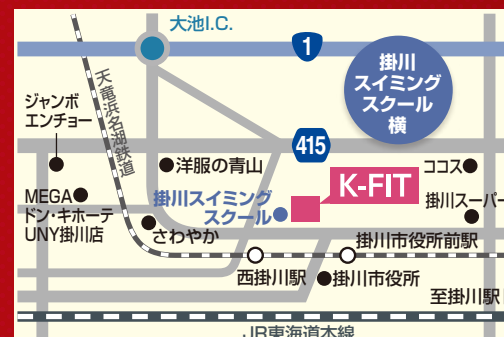 大池I.C.
1
掛川
スイミング
スクール
横
天竜浜名湖鉄道
ジャンボ
エンチョー
415
洋服の青山
ココス
K-FIT
MEGA
ドン・キホーテ
UNY掛川店
掛川スイミング
スクール
掛川スーパー
さわやか
掛川市役所前駅
西掛川駅
掛川市役所
至掛川駅
JR東海道本線